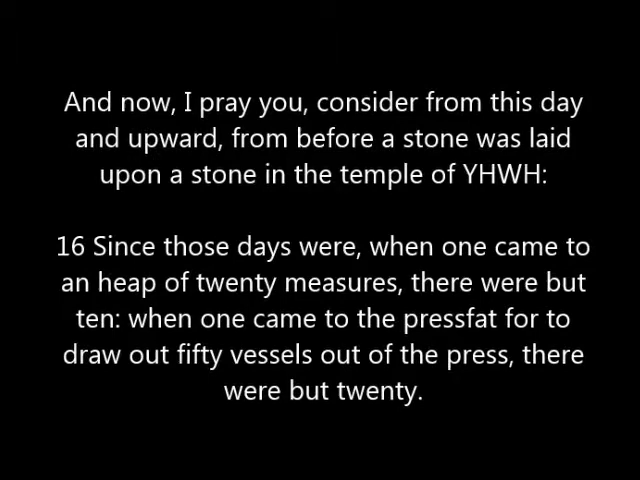 And now, I pray you, consider from this day
and upward, from before a stone was laid
upon a stone in the temple of YHWH:
16 Since those days were, when one came to
an heap of twenty measures, there were but
ten: when one came to the pressfat for to
draw out fifty vessels out of the press, there
were but twenty.